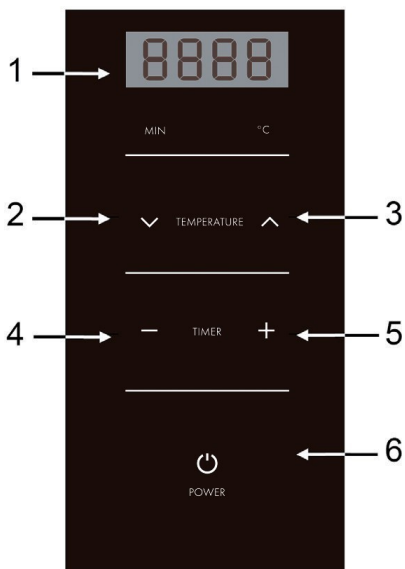 1
8888
MIN °C
2 TEMPERATURE 3
4 − TIMER + 5
6
POWER